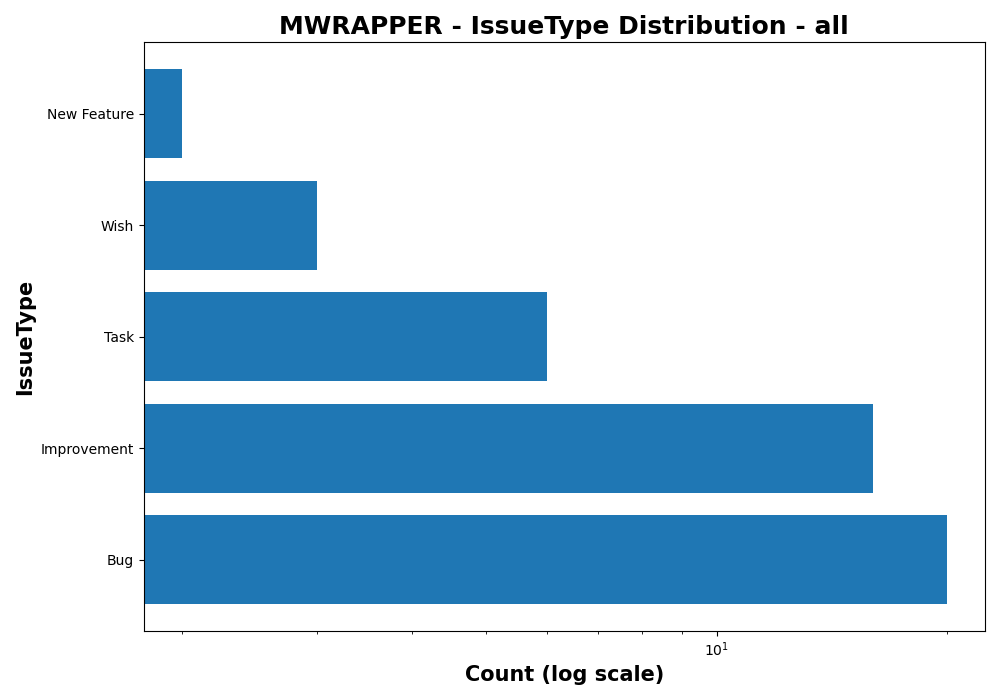 MWRAPPER - IssueType Distribution - all
New Feature
Wish
Task
Improvement
Bug
IssueType
10¹
Count (log scale)